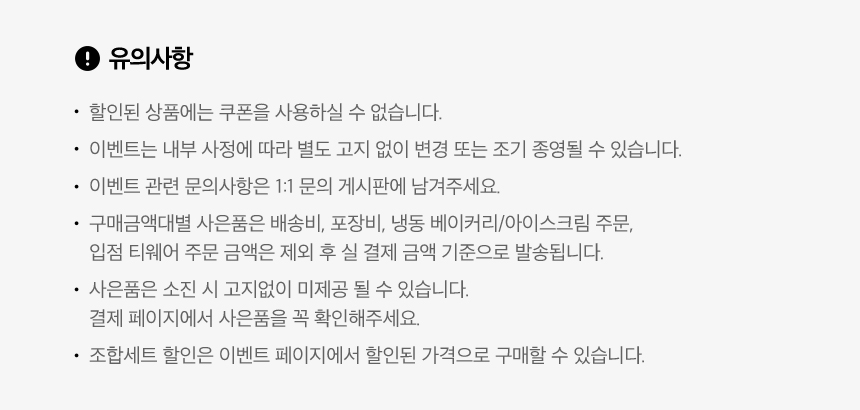 유의사항
• 할인된 상품에는 쿠폰을 사용하실 수 없습니다.
• 이벤트는 내부 사정에 따라 별도 고지 없이 변경 또는 조기 종영될 수 있습니다.
• 이벤트 관련 문의사항은 1:1 문의 게시판에 남겨주세요.
• 구매금액대별 사은품은 배송비, 포장비, 냉동 베이커리/아이스크림 주문,
입점 티웨어 주문 금액은 제외 후 실 결제 금액 기준으로 발송됩니다.
• 사은품은 소진 시 고지없이 미제공 될 수 있습니다.
결제 페이지에서 사은품을 꼭 확인해주세요.
• 조합세트 할인은 이벤트 페이지에서 할인된 가격으로 구매할 수 있습니다.